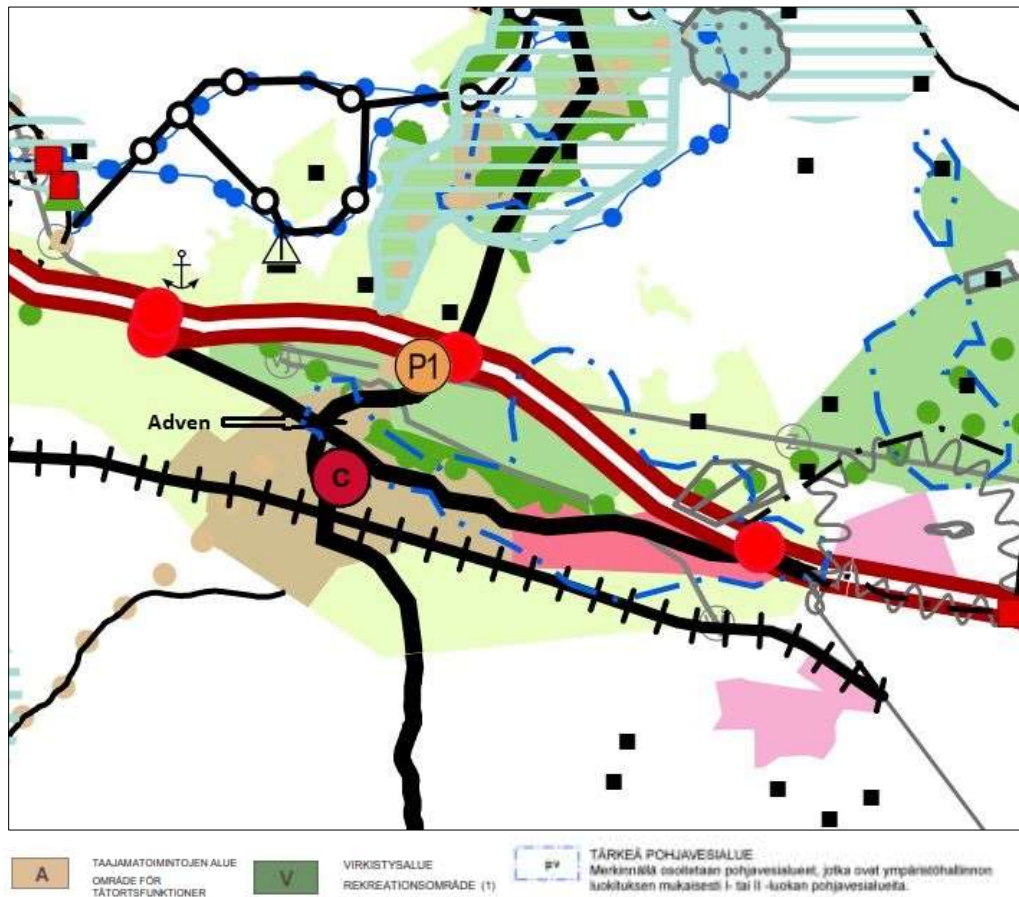 P1
Adven
C
Z
A
TAAJAMATOIMINTOJEN ALUE
OMRÅDE FÖR
TÄTORTSFUNKTIONER
V
VIRKISTYSALUE
REKREATIONSOMRÅDE (1)
pv
TÄRKEÄ POHJAVESIALUE
Merkinnällä osoitetaan pohjavesialueet, jotka ovat ympäristöhallinnon
luokituksen mukaisesti I- tai II -luokan pohjavesialueita.